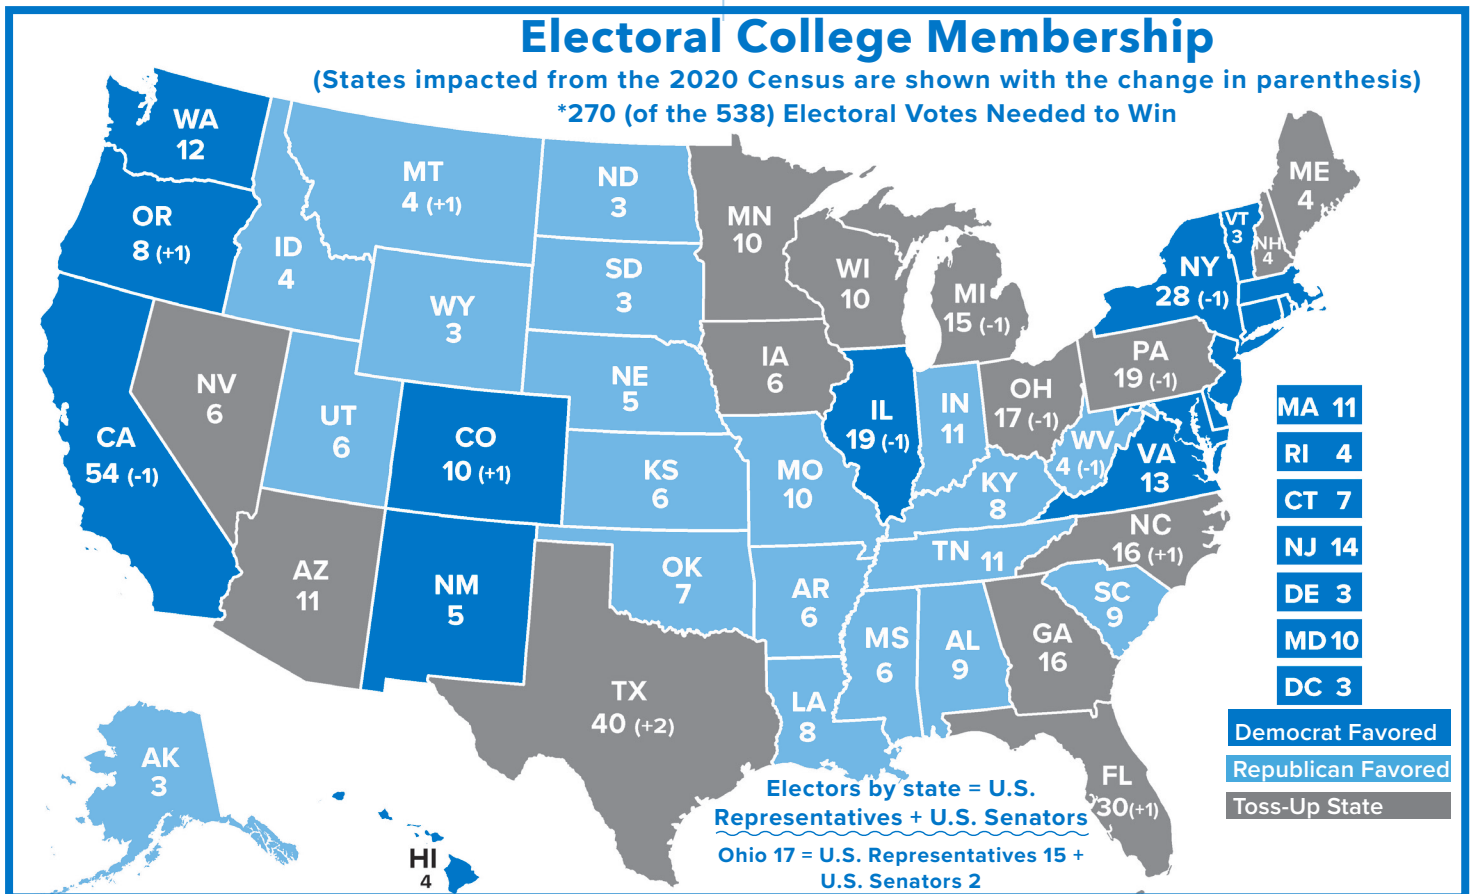 Electoral College Membership
(States impacted from the 2020 Census are shown with the change in parenthesis)
*270 (of the 538) Electoral Votes Needed to Win
WA
12
OR
8 (+1)
CA
54 (-1)
NV
6
ID
4
MT
4 (+1)
WY
3
UT
6
CO
10 (+1)
AZ
11
NM
5
ND
3
SD
3
NE
5
KS
6
OK
7
TX
40 (+2)
MN
10
IA
6
MO
10
AR
6
LA
8
WI
10
IL
19 (-1)
MI
15 (-1)
IN
11
OH
17 (-1)
KY
8
TN 11
MS
6
AL
9
GA
16
FL
30(+1)
SC
9
NC
16 (+1)
VA
13
WV
4 (-1)
PA
19 (-1)
NY
28 (-1)
VT
3
NH
4
ME
4
MA 11
RI 4
CT 7
NJ 14
DE 3
MD 10
DC 3
Democrat Favored
Republican Favored
Toss-Up State
AK
3
HI
4
Electors by state = U.S.
Representatives + U.S. Senators
Ohio 17 = U.S. Representatives 15 +
U.S. Senators 2